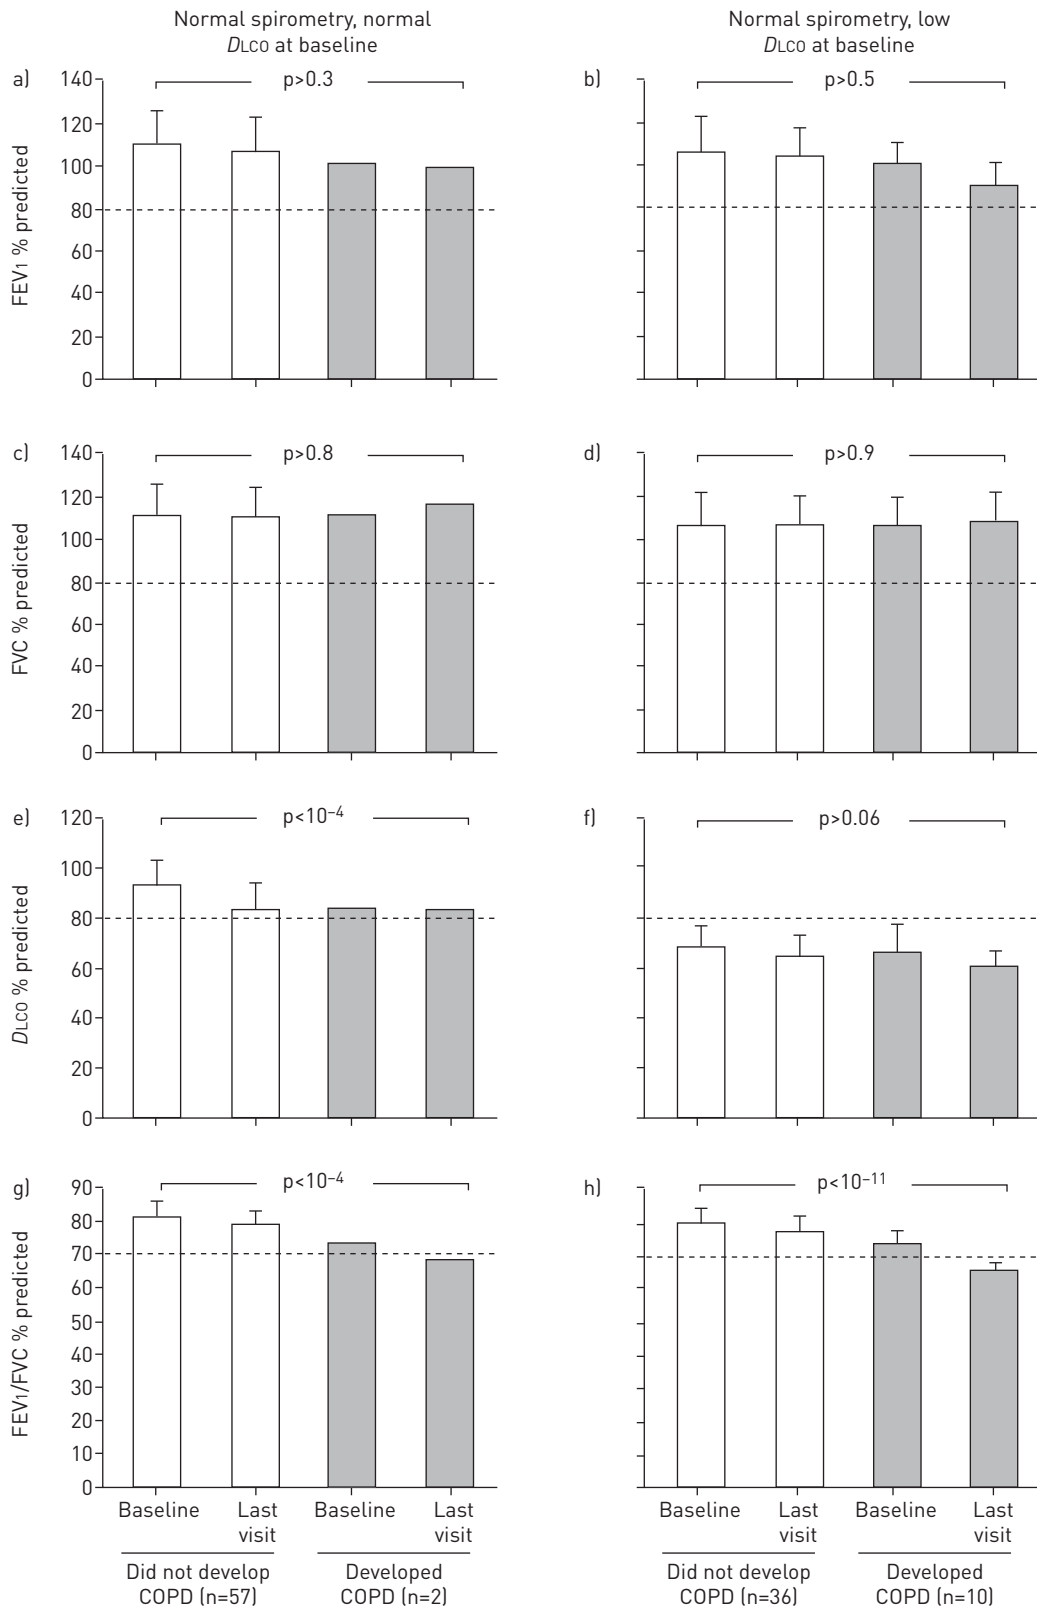 Normal spirometry, normal
DLCO at baseline
Normal spirometry, low
DLCO at baseline
a)
FEV1 % predicted
140
120
100
80
60
40
20
0
p>0.3
b)
p>0.5
c)
FVC % predicted
140
120
100
80
60
40
20
0
p>0.8
d)
p>0.9
e)
DLCO % predicted
120
100
80
60
40
20
0
p<10⁻⁴
f)
p>0.06
g)
FEV1/FVC % predicted
90
80
70
60
50
40
30
20
10
0
p<10⁻⁴
h)
p<10⁻¹¹
Baseline
Last
visit
Baseline
Last
visit
Did not develop
COPD (n=57)
Developed
COPD (n=2)
Baseline
Last
visit
Baseline
Last
visit
Did not develop
COPD (n=36)
Developed
COPD (n=10)